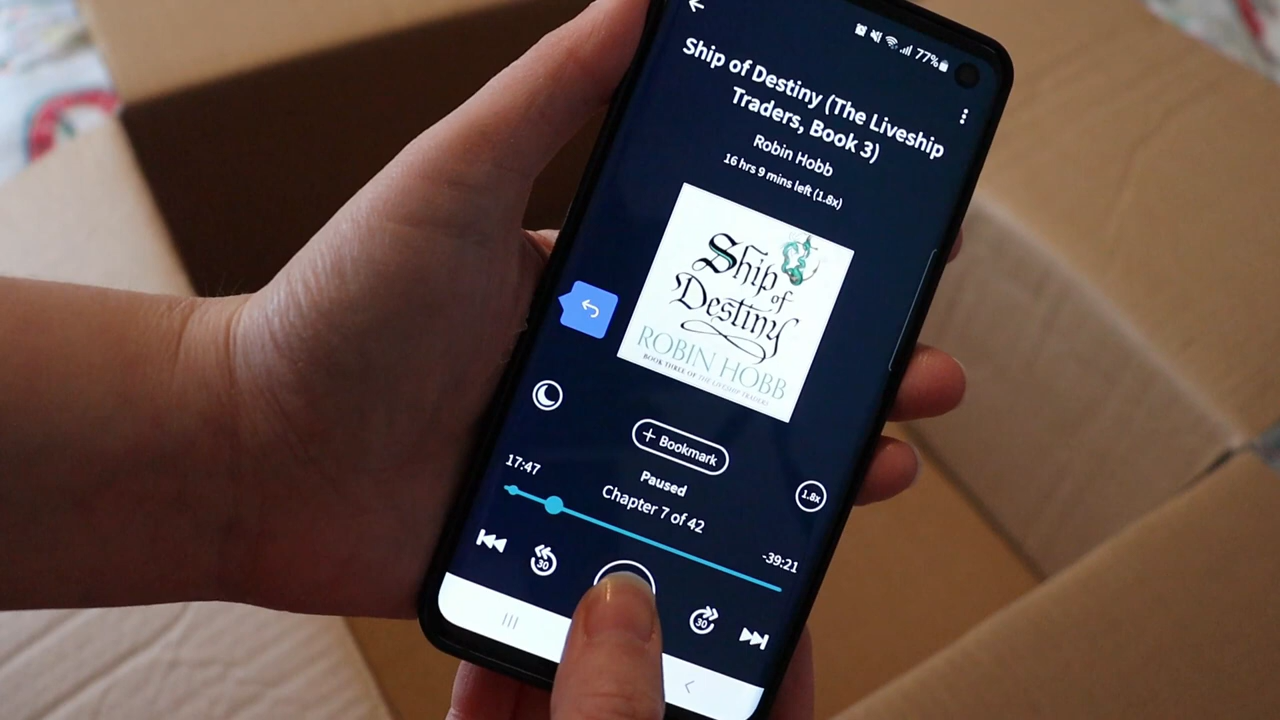 77%
Ship of Destiny (The Liveship
Traders, Book 3)
Robin Hobb
16 hrs 9 mins left (1.8x)
Ship
of
Destiny
ROBIN HOBB
BOOK THREE OF THE LIVESHIP TRADERS
+ Bookmark
17:47
Paused
1.8x
Chapter 7 of 42
-39:21
30
30